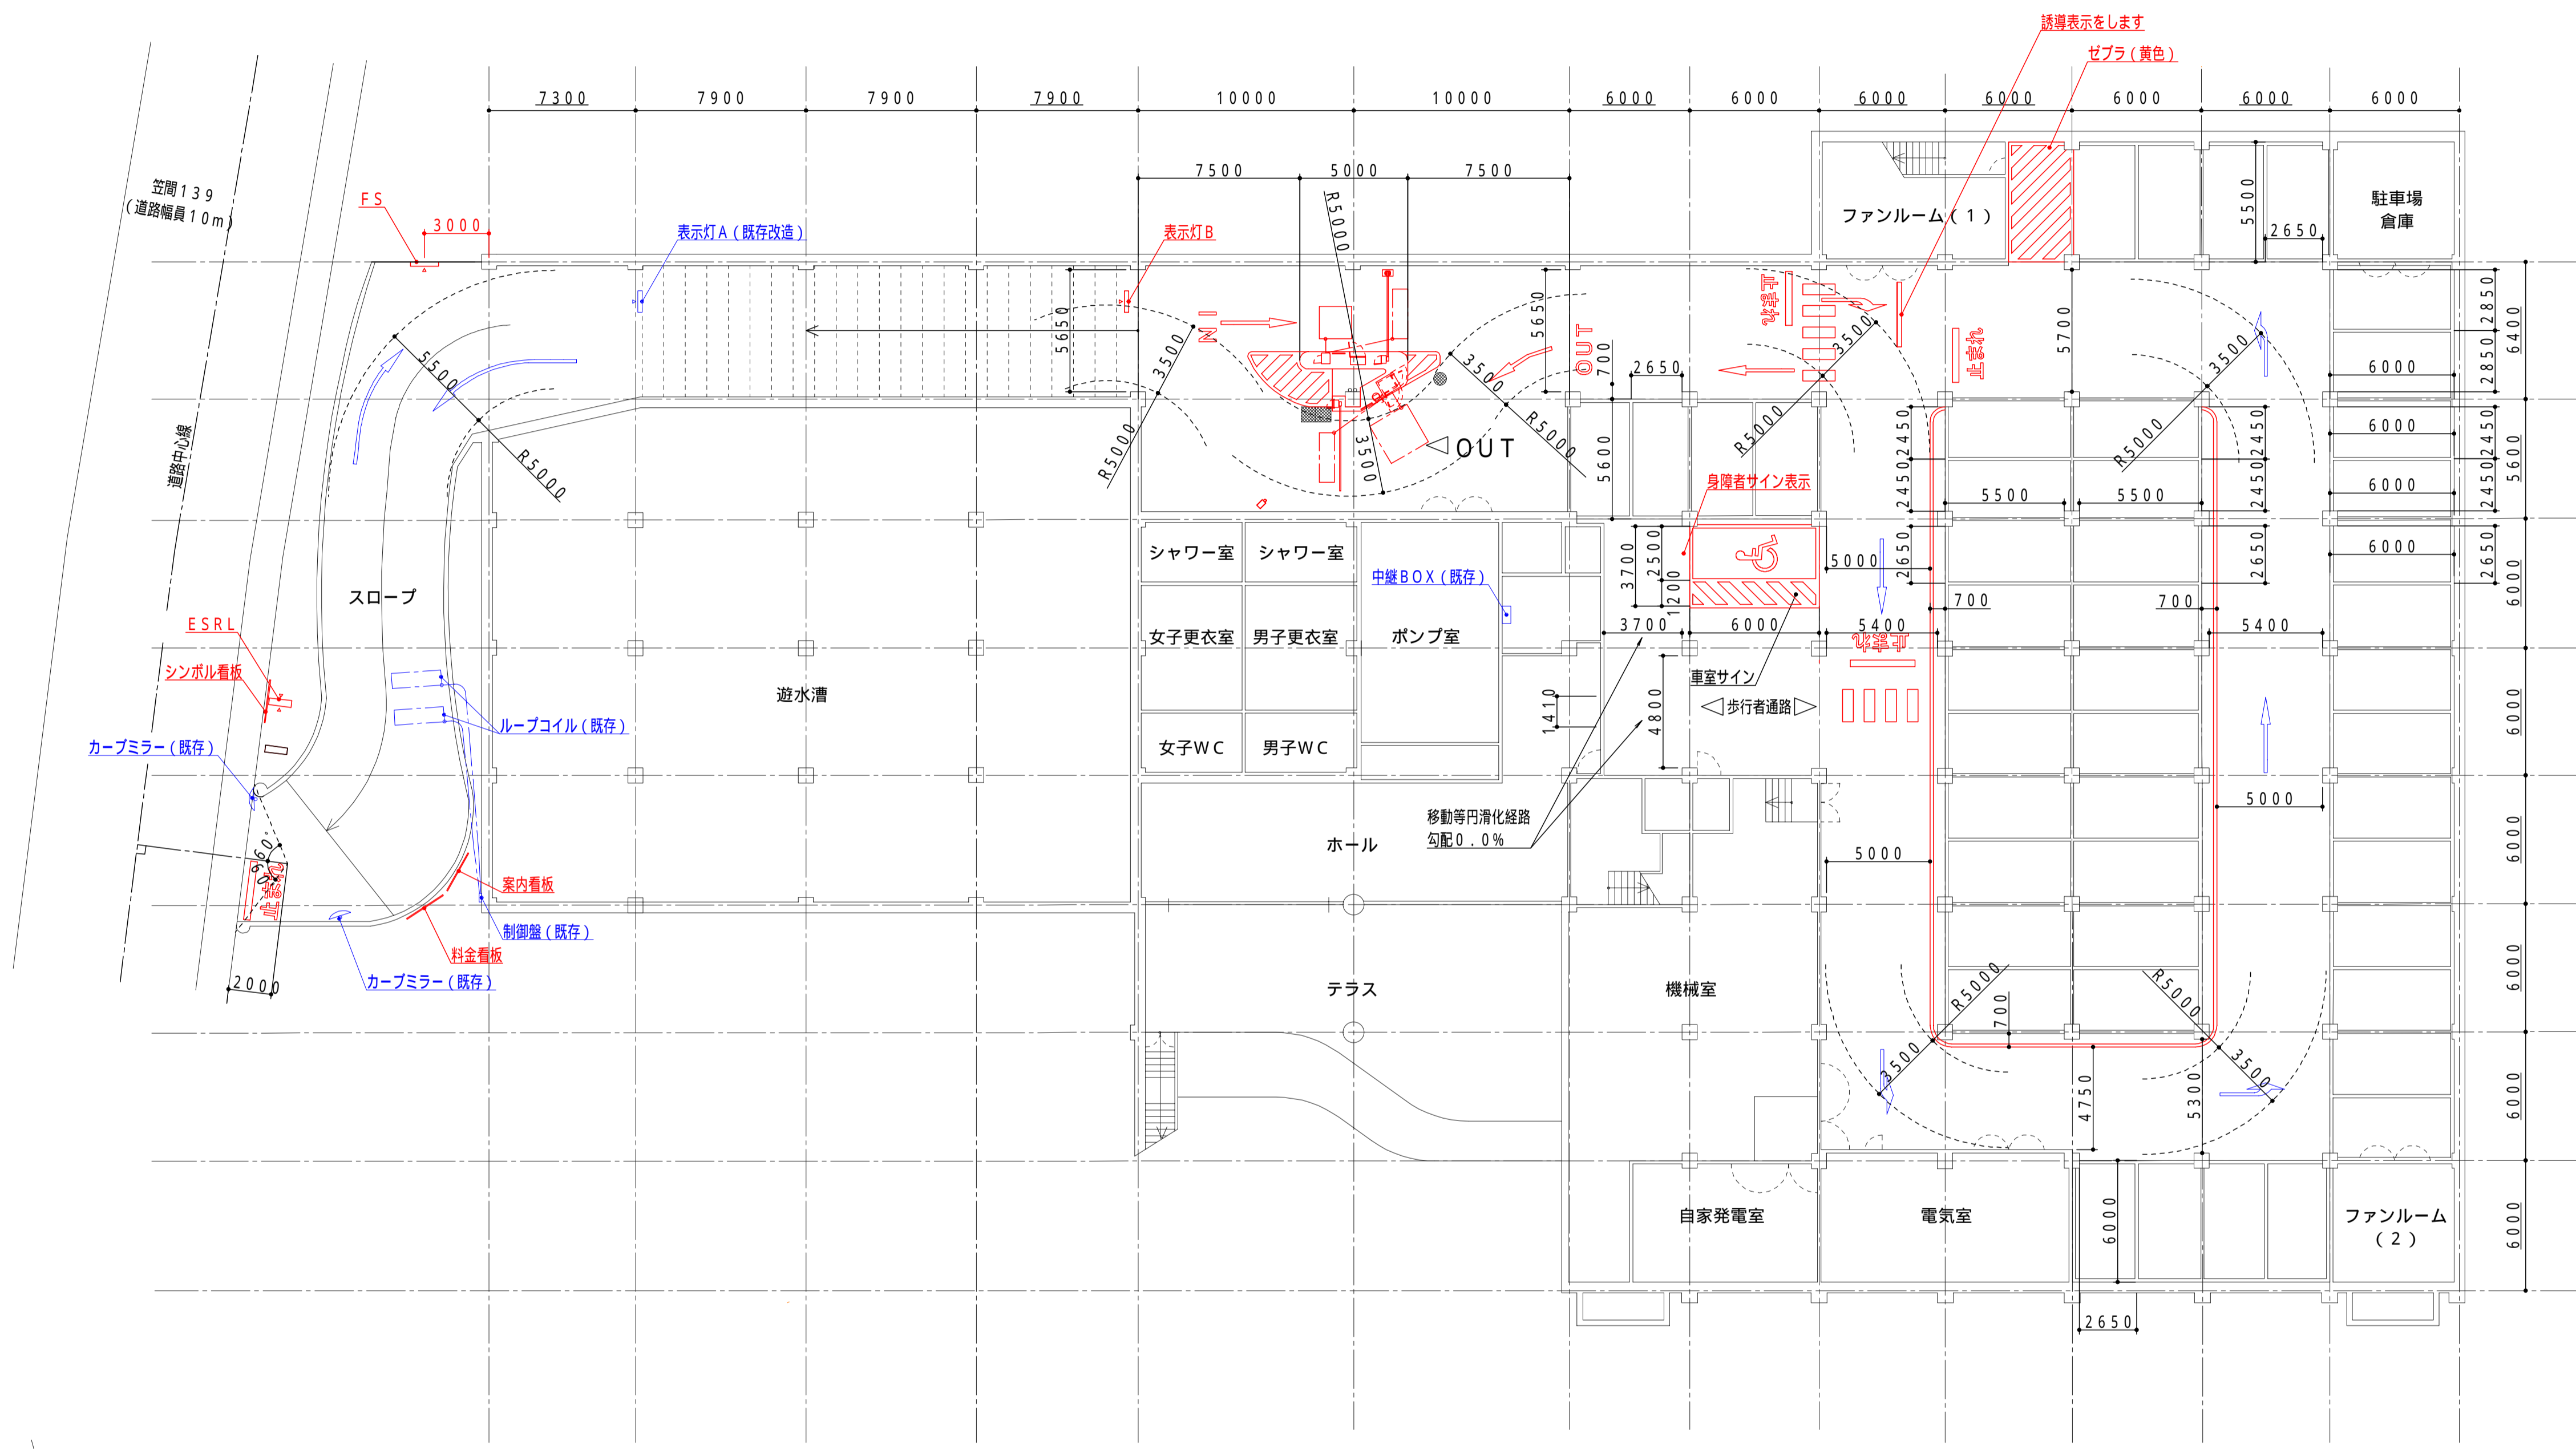 誘導表示をします
ゼブラ（黄色）
7300
7900
7900
7900
10000
10000
6000
6000
6000
6000
6000
6000
6000
笠間139
（道路幅員10m）
FS
3000
表示灯A（既存改造）
表示灯B
7500
5000
7500
R5000
ファンルーム（1）
5500
2650
駐車場
倉庫
5650
IN
3500
R5000
5650
OUT
700
2650
止まれ
3500
R5000
止まれ
5700
3500
R5000
2850
2850
6400
6000
5500
R5000
3500
3500
R5000
OUT
5600
身障者サイン表示
2450
2450
5500
5500
2450
2450
6000
6000
2450
2450
5600
道路中心線
スロープ
シャワー室
シャワー室
中継BOX（既存）
3700
2500
1200
5000
2650
2650
6000
2650
6000
700
700
女子更衣室
男子更衣室
ポンプ室
3700
6000
5400
5400
止まれ
ESRL
シンボル看板
遊水漕
ループコイル（既存）
車室サイン
歩行者通路
1410
4800
6000
カーブミラー（既存）
女子WC
男子WC
5000
移動等円滑化経路
勾配0.0%
ホール
5000
6000
60°
60
止まれ
案内看板
制御盤（既存）
料金看板
カーブミラー（既存）
2000
テラス
機械室
R5000
700
3500
R5000
3500
6000
4750
5300
6000
自家発電室
電気室
6000
ファンルーム
（2）
6000
2650